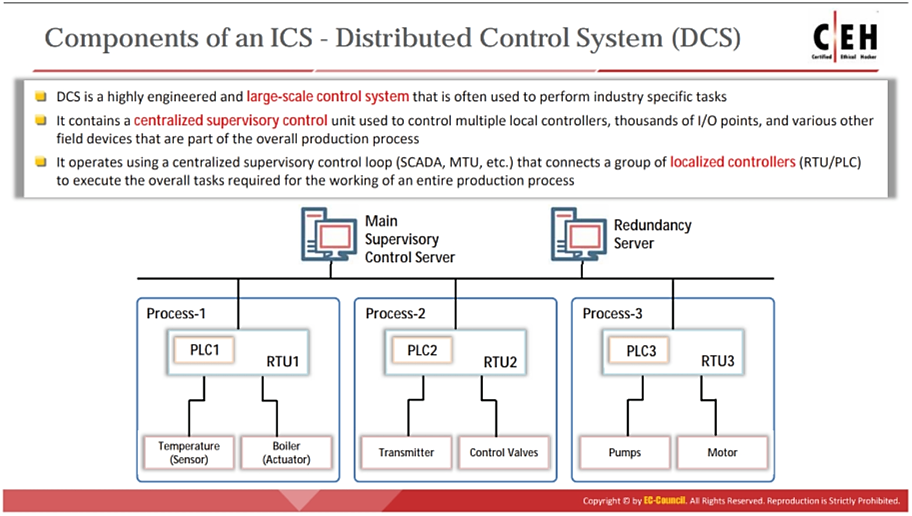 Components of an ICS - Distributed Control System (DCS)
C|EH
Certified Ethical Hacker
DCS is a highly engineered and large-scale control system that is often used to perform industry specific tasks
It contains a centralized supervisory control unit used to control multiple local controllers, thousands of I/O points, and various other
field devices that are part of the overall production process
It operates using a centralized supervisory control loop (SCADA, MTU, etc.) that connects a group of localized controllers (RTU/PLC)
to execute the overall tasks required for the working of an entire production process
Main
Supervisory
Control Server
Redundancy
Server
Process-1
PLC1
RTU1
Temperature
(Sensor)
Boiler
(Actuator)
Process-2
PLC2
RTU2
Transmitter
Control Valves
Process-3
PLC3
RTU3
Pumps
Motor
Copyright © by EC-Council. All Rights Reserved. Reproduction is Strictly Prohibited.